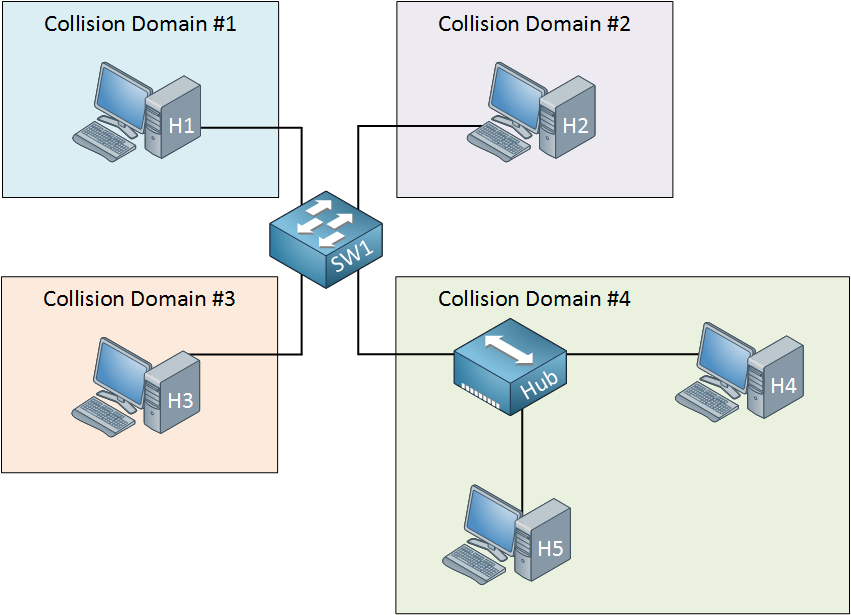 Collision Domain #1
H1
Collision Domain #2
H2
SW1
Collision Domain #3
H3
Collision Domain #4
Hub
H4
H5